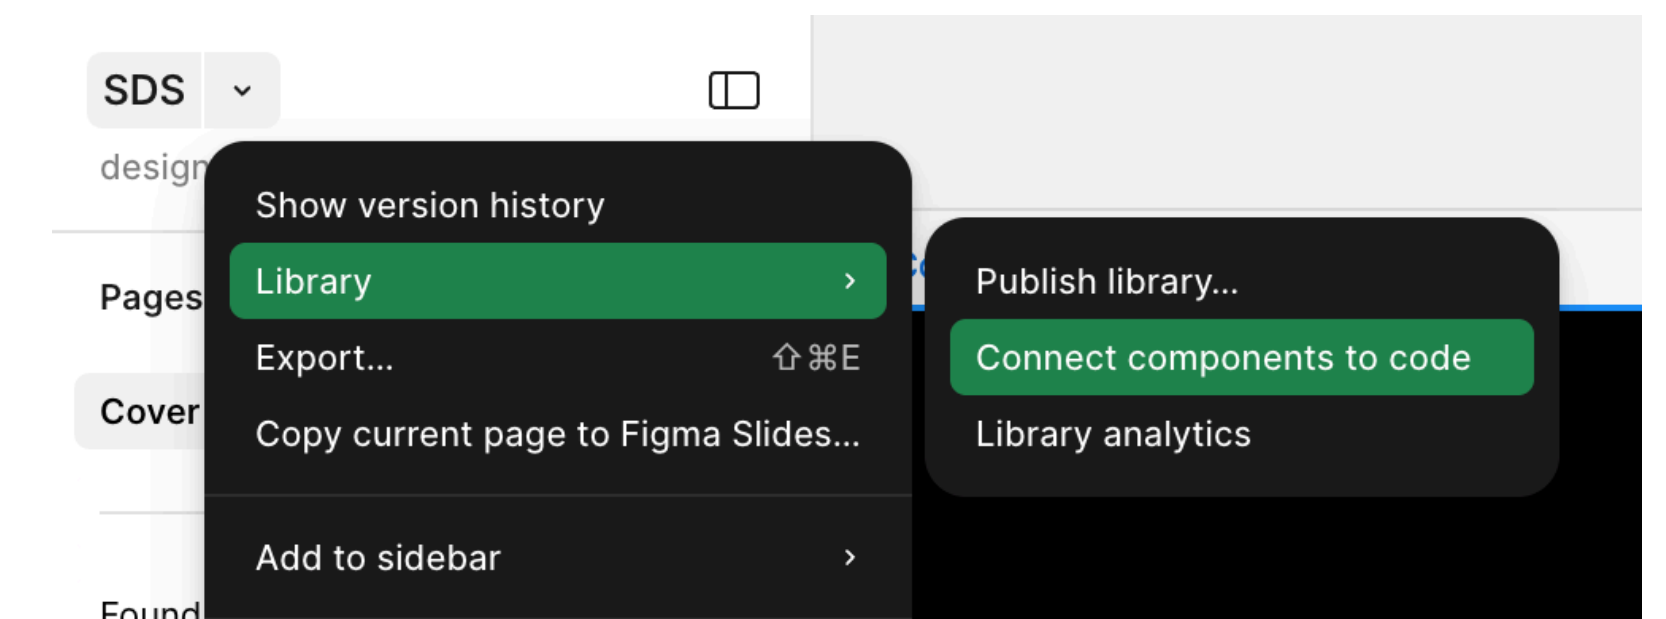 SDS
design
Show version history
Library
Export...
⇧⌘E
Copy current page to Figma Slides...
Add to sidebar
Pages
Cover
Publish library...
Connect components to code
Library analytics